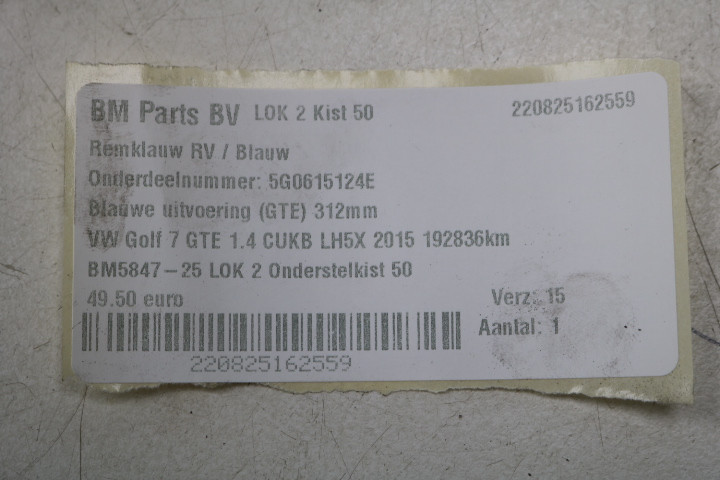 BM Parts BV LOK 2 Kist 50 220825162559
Remklauw RV / Blauw
Onderdeelnummer: 5G0615124E
Blauwe uitvoering (GTE) 312mm
VW Golf 7 GTE 1.4 CUKB LH5X 2015 192836km
BM5847-25 LOK 2 Onderstelkist 50
49.50 euro Verz: 15
Aantal: 1
220825162559